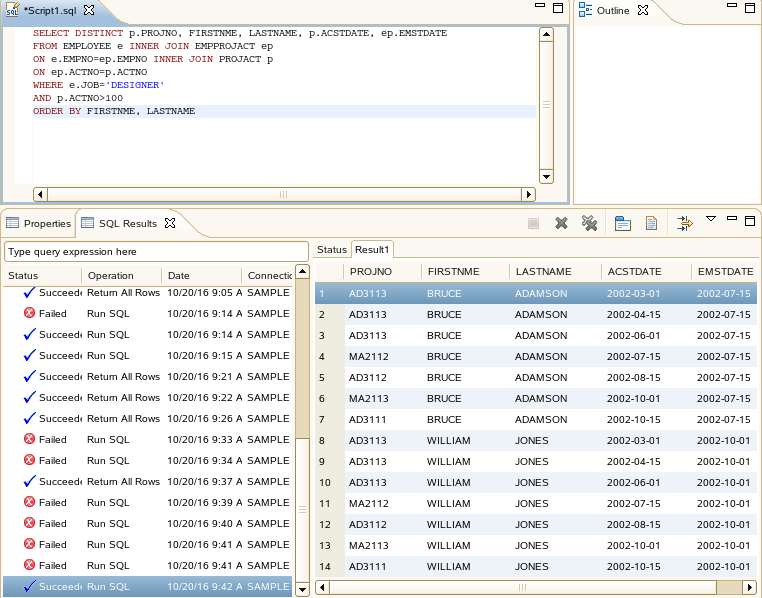 *Script1.sql
Outline
SELECT DISTINCT p.PROJNO, FIRSTNME, LASTNAME, p.ACSTDATE, ep.EMSTDATE
FROM EMPLOYEE e INNER JOIN EMPPROJACT ep
ON e.EMPNO=ep.EMPNO INNER JOIN PROJACT p
ON ep.ACTNO=p.ACTNO
WHERE e.JOB='DESIGNER'
AND p.ACTNO>100
ORDER BY FIRSTNME, LASTNAME
Properties SQL Results
Type query expression here
Status Operation Date Connectic
Succeede Return All Rows 10/20/16 9:05 A SAMPLE
Failed Run SQL 10/20/16 9:14 A SAMPLE
Succeede Run SQL 10/20/16 9:14 A SAMPLE
Succeede Run SQL 10/20/16 9:15 A SAMPLE
Succeede Return All Rows 10/20/16 9:21 A SAMPLE
Succeede Return All Rows 10/20/16 9:22 A SAMPLE
Succeede Return All Rows 10/20/16 9:26 A SAMPLE
Failed Run SQL 10/20/16 9:33 A SAMPLE
Failed Run SQL 10/20/16 9:34 A SAMPLE
Succeede Return All Rows 10/20/16 9:37 A SAMPLE
Failed Run SQL 10/20/16 9:39 A SAMPLE
Failed Run SQL 10/20/16 9:40 A SAMPLE
Failed Run SQL 10/20/16 9:41 A SAMPLE
Failed Run SQL 10/20/16 9:41 A SAMPLE
Succeede Run SQL 10/20/16 9:42 A SAMPLE
Status Result1
PROJNO FIRSTNME LASTNAME ACSTDATE EMSTDATE
1 AD3113 BRUCE ADAMSON 2002-03-01 2002-07-15
2 AD3113 BRUCE ADAMSON 2002-04-15 2002-07-15
3 AD3113 BRUCE ADAMSON 2002-06-01 2002-07-15
4 MA2112 BRUCE ADAMSON 2002-07-15 2002-07-15
5 AD3112 BRUCE ADAMSON 2002-08-15 2002-07-15
6 MA2113 BRUCE ADAMSON 2002-10-01 2002-07-15
7 AD3111 BRUCE ADAMSON 2002-10-15 2002-07-15
8 AD3113 WILLIAM JONES 2002-03-01 2002-10-01
9 AD3113 WILLIAM JONES 2002-04-15 2002-10-01
10 AD3113 WILLIAM JONES 2002-06-01 2002-10-01
11 MA2112 WILLIAM JONES 2002-07-15 2002-10-01
12 AD3112 WILLIAM JONES 2002-08-15 2002-10-01
13 MA2113 WILLIAM JONES 2002-10-01 2002-10-01
14 AD3111 WILLIAM JONES 2002-10-15 2002-10-01